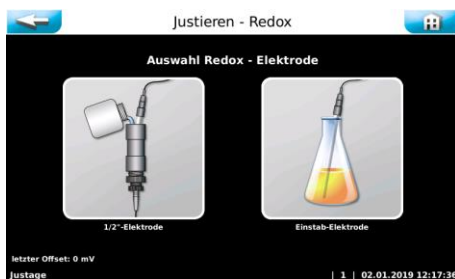 Justieren - Redox
Auswahl Redox - Elektrode
1/2"-Elektrode
Einstab-Elektrode
letzter Offset: 0 mV
Justage | 1 | 02.01.2019 12:17:36